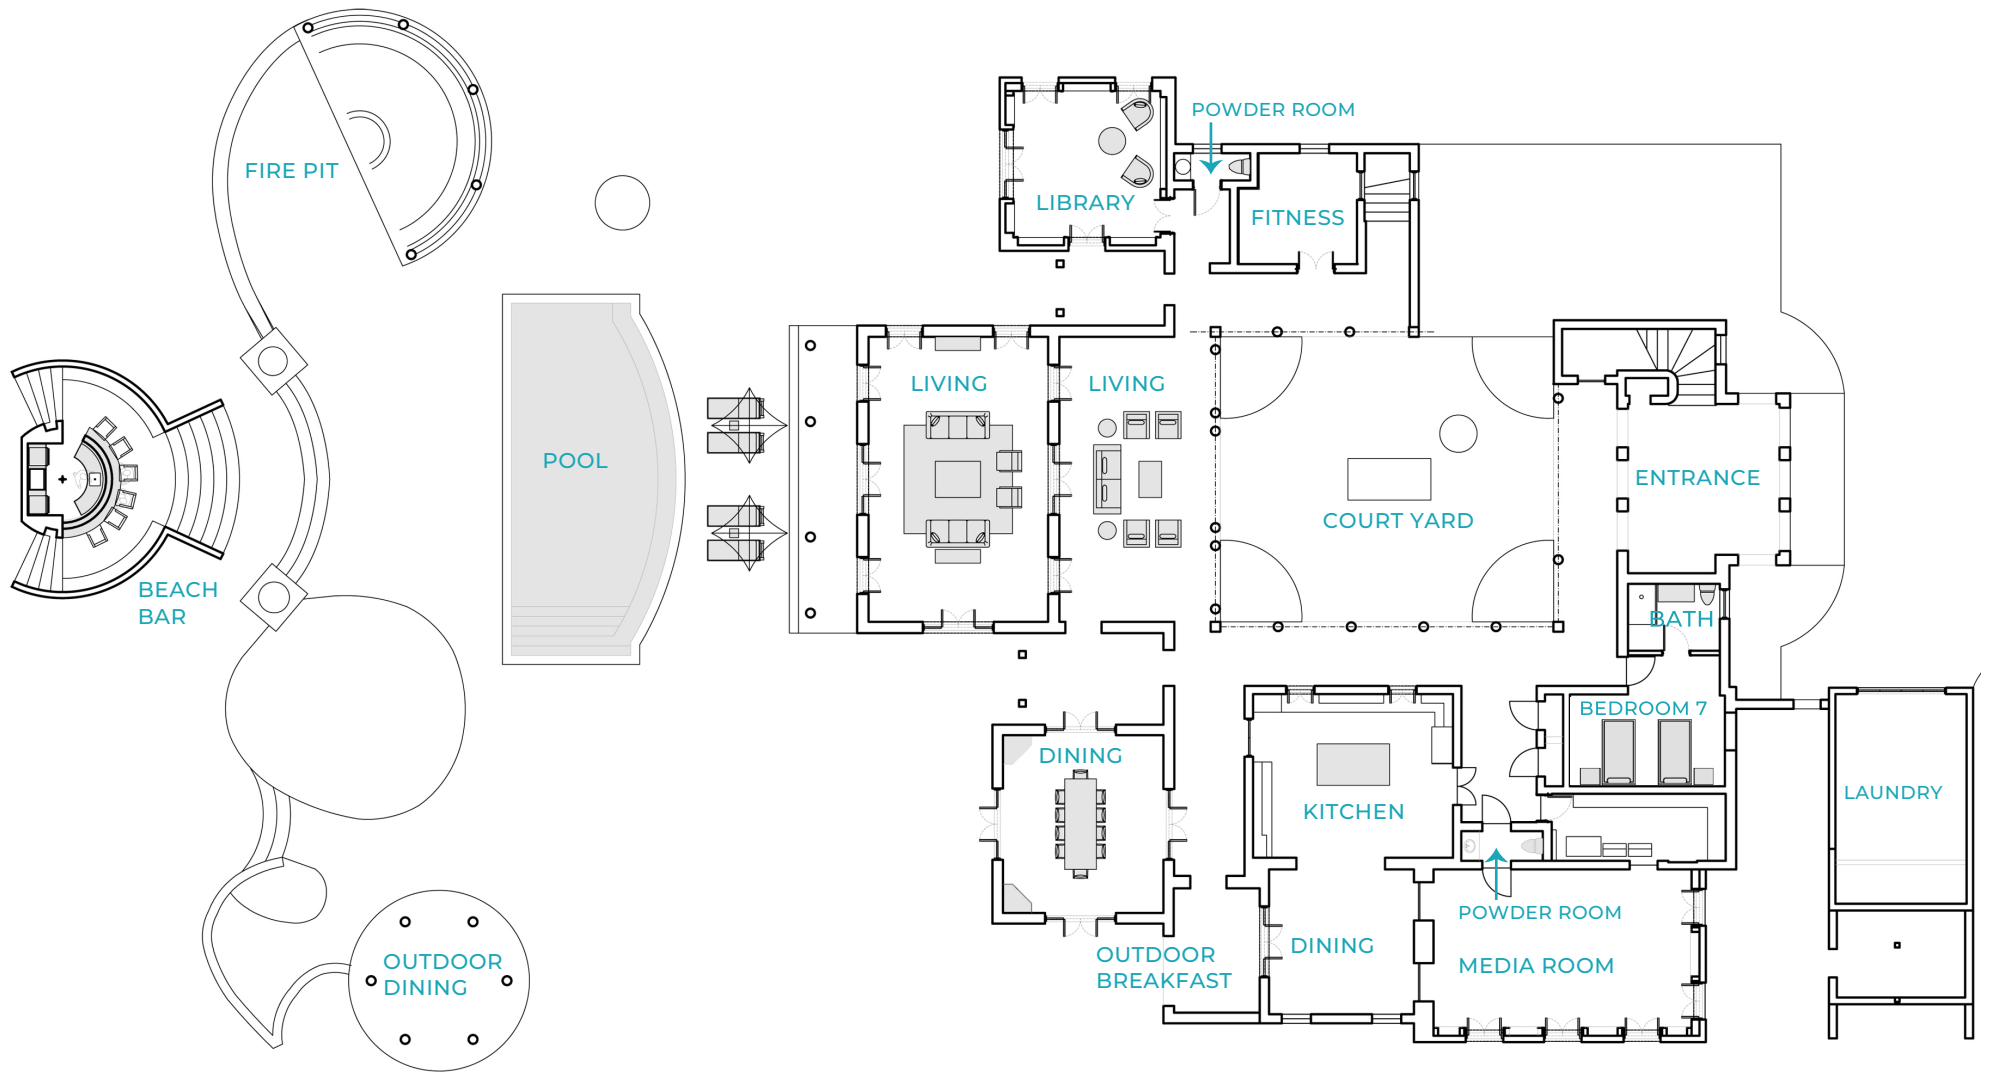 POWDER ROOM
FIRE PIT
LIBRARY
FITNESS
LIVING
LIVING
POOL
ENTRANCE
COURT YARD
BEACH
BAR
BATH
BEDROOM 7
DINING
LAUNDRY
KITCHEN
POWDER ROOM
OUTDOOR
BREAKFAST
DINING
MEDIA ROOM
OUTDOOR
DINING